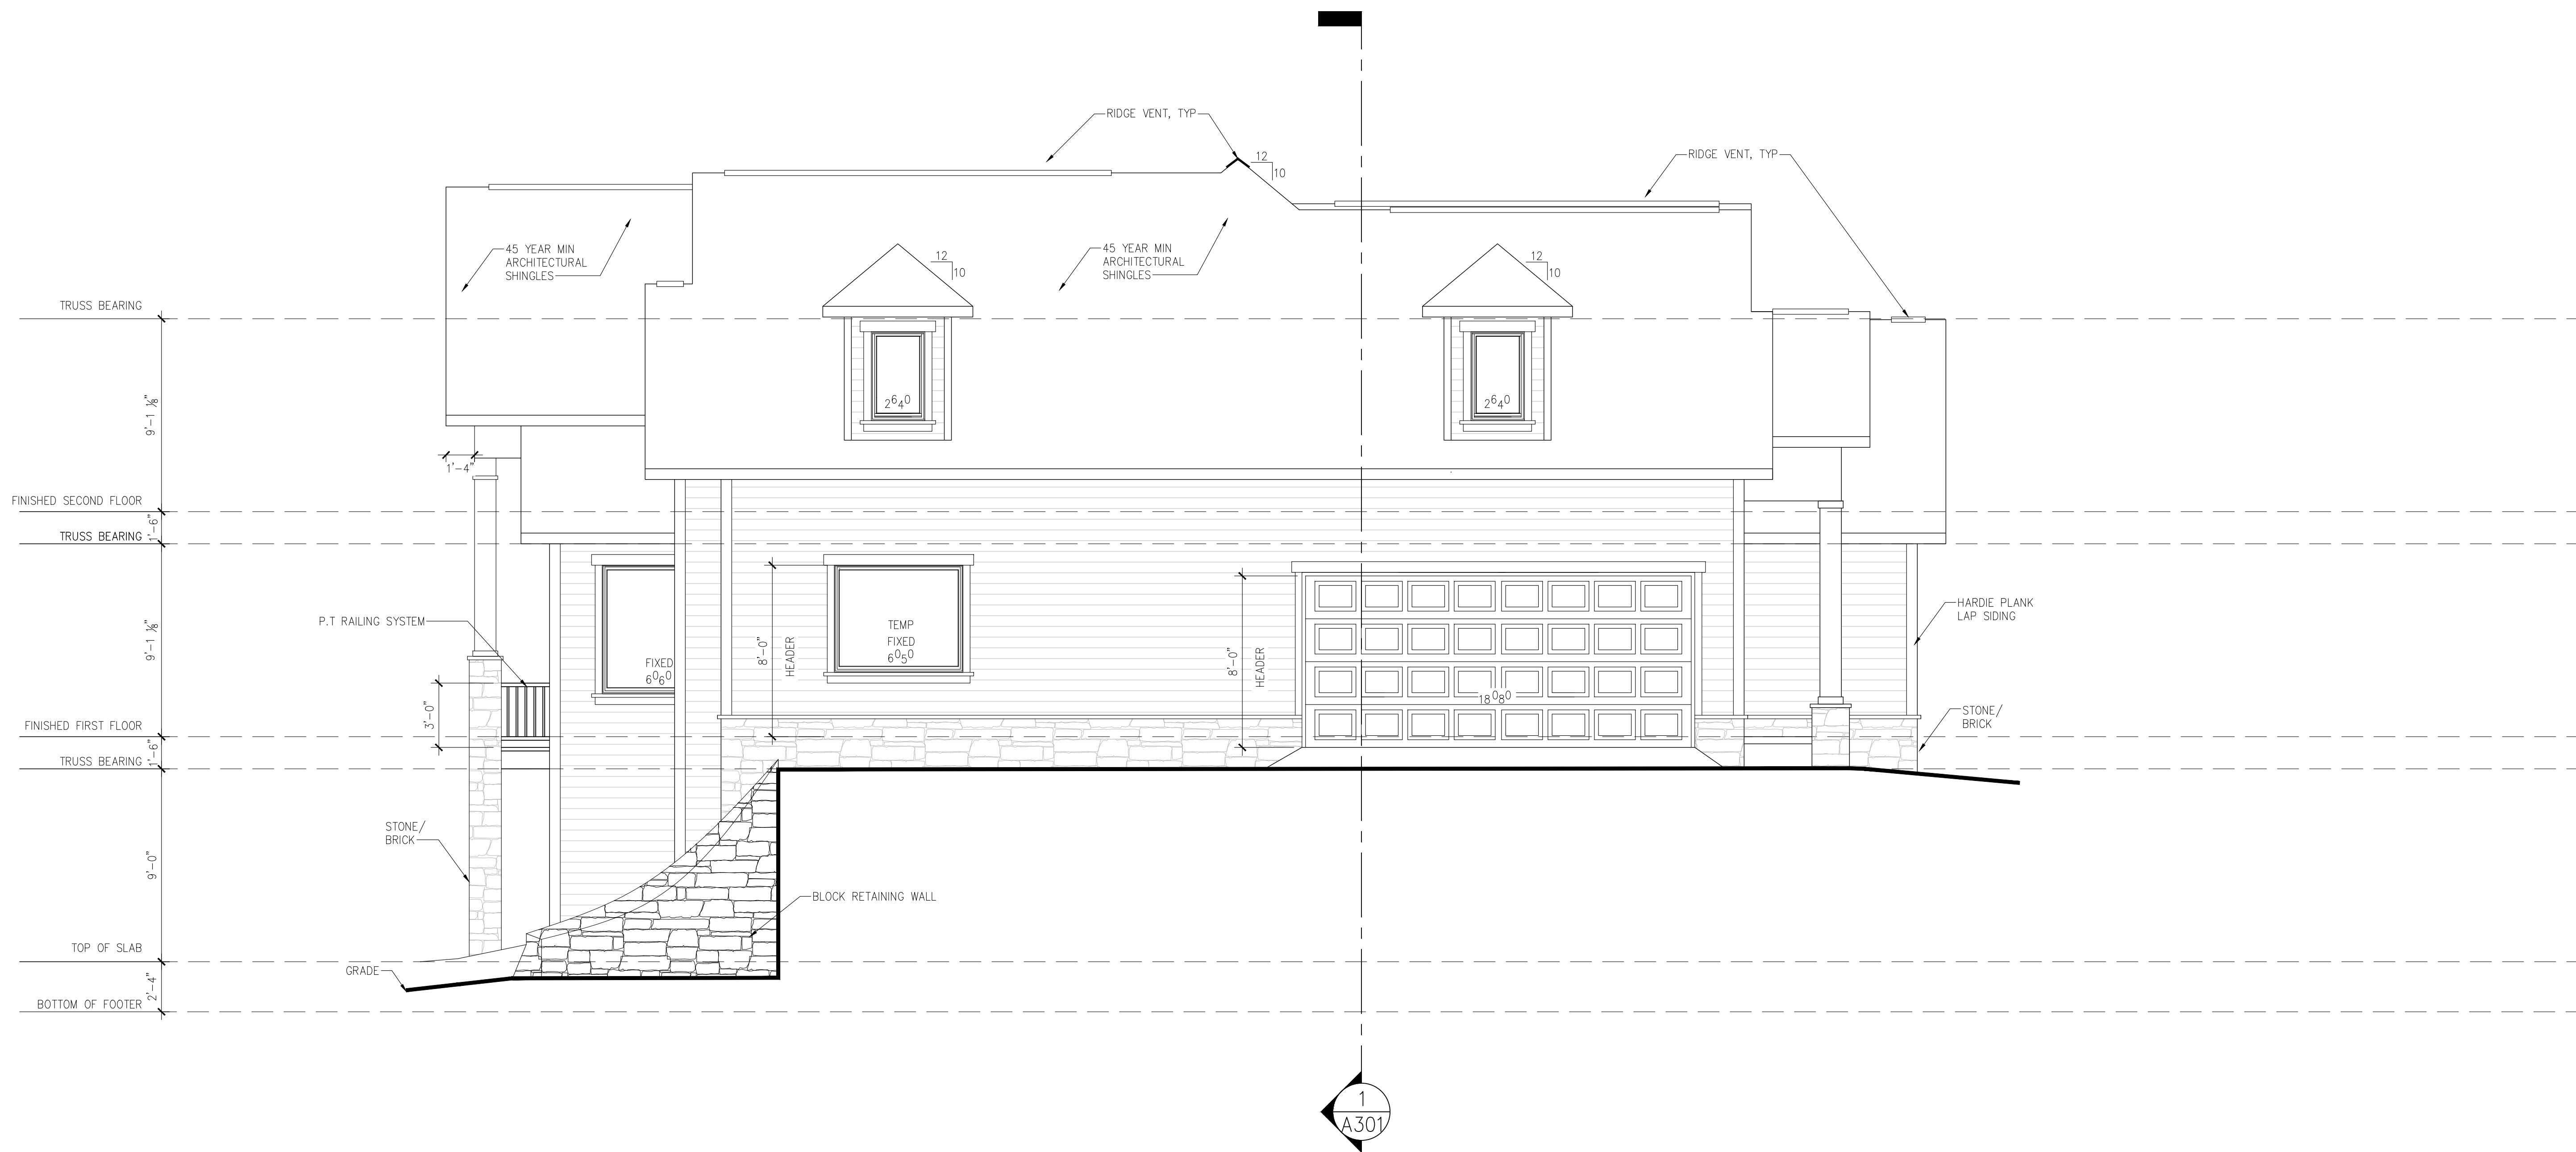 RIDGE VENT, TYP
12
10
RIDGE VENT, TYP
45 YEAR MIN
ARCHITECTURAL
SHINGLES
12
10
45 YEAR MIN
ARCHITECTURAL
SHINGLES
12
10
TRUSS BEARING
9'-1 1/8"
2640
2640
1'-4"
FINISHED SECOND FLOOR
1'-6"
TRUSS BEARING
9'-1 1/8"
P.T RAILING SYSTEM
HARDIE PLANK
LAP SIDING
TEMP
FIXED
6050
FIXED
6060
8'-0"
HEADER
8'-0"
HEADER
18080
3'-0"
STONE/
BRICK
FINISHED FIRST FLOOR
1'-6"
TRUSS BEARING
9'-0"
STONE/
BRICK
BLOCK RETAINING WALL
TOP OF SLAB
GRADE
2'-4"
BOTTOM OF FOOTER
1
A301